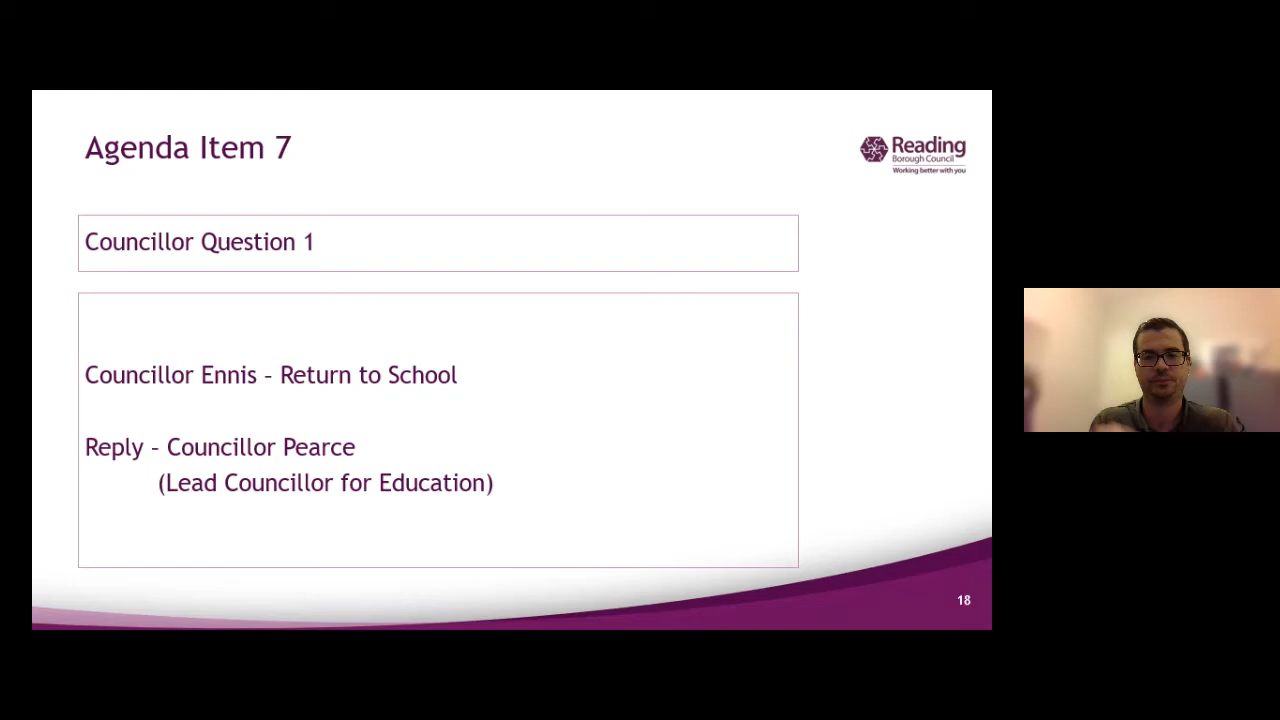 Agenda Item 7
Reading
Borough Council
Working better with you
Councillor Question 1
Councillor Ennis – Return to School
Reply – Councillor Pearce
(Lead Councillor for Education)
18